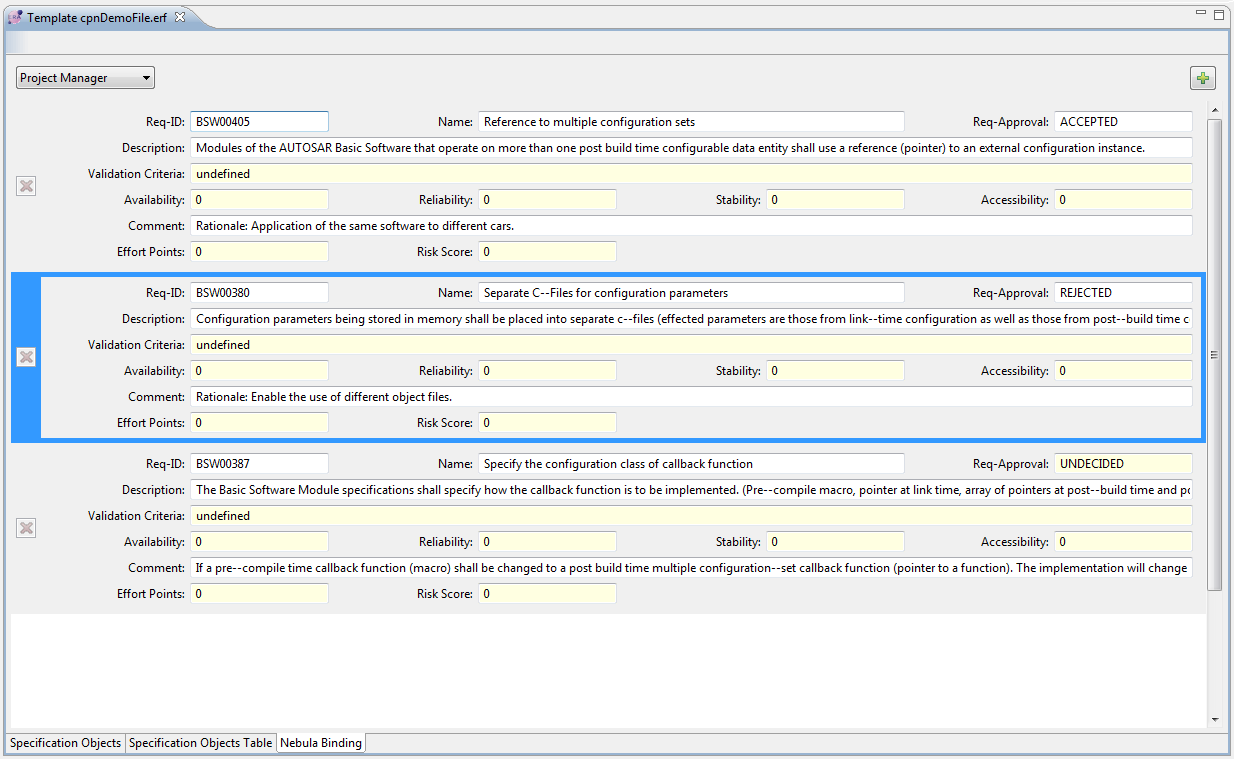 Template cpnDemoFile.erf
Project Manager
Req-ID: BSW00405 Name: Reference to multiple configuration sets Req-Approval: ACCEPTED
Description: Modules of the AUTOSAR Basic Software that operate on more than one post build time configurable data entity shall use a reference (pointer) to an external configuration instance.
Validation Criteria: undefined
Availability: 0 Reliability: 0 Stability: 0 Accessibility: 0
Comment: Rationale: Application of the same software to different cars.
Effort Points: 0 Risk Score: 0
Req-ID: BSW00380 Name: Separate C--Files for configuration parameters Req-Approval: REJECTED
Description: Configuration parameters being stored in memory shall be placed into separate c--files (effected parameters are those from link--time configuration as well as those from post--build time c
Validation Criteria: undefined
Availability: 0 Reliability: 0 Stability: 0 Accessibility: 0
Comment: Rationale: Enable the use of different object files.
Effort Points: 0 Risk Score: 0
Req-ID: BSW00387 Name: Specify the configuration class of callback function Req-Approval: UNDECIDED
Description: The Basic Software Module specifications shall specify how the callback function is to be implemented. (Pre--compile macro, pointer at link time, array of pointers at post--build time and po
Validation Criteria: undefined
Availability: 0 Reliability: 0 Stability: 0 Accessibility: 0
Comment: If a pre--compile time callback function (macro) shall be changed to a post build time multiple configuration--set callback function (pointer to a function). The implementation will change
Effort Points: 0 Risk Score: 0
Specification Objects Specification Objects Table Nebula Binding